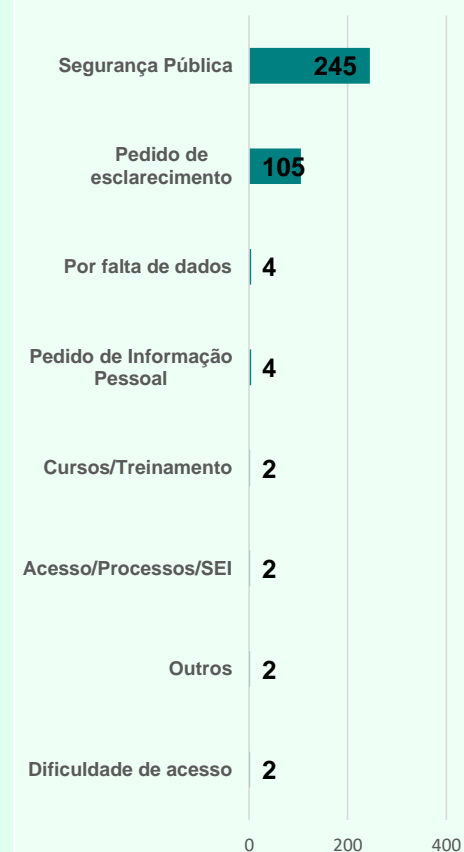 Segurança Pública 245
Pedido de
esclarecimento 105
Por falta de dados 4
Pedido de Informação
Pessoal 4
Cursos/Treinamento 2
Acesso/Processos/SEI 2
Outros 2
Dificuldade de acesso 2
0 200 400